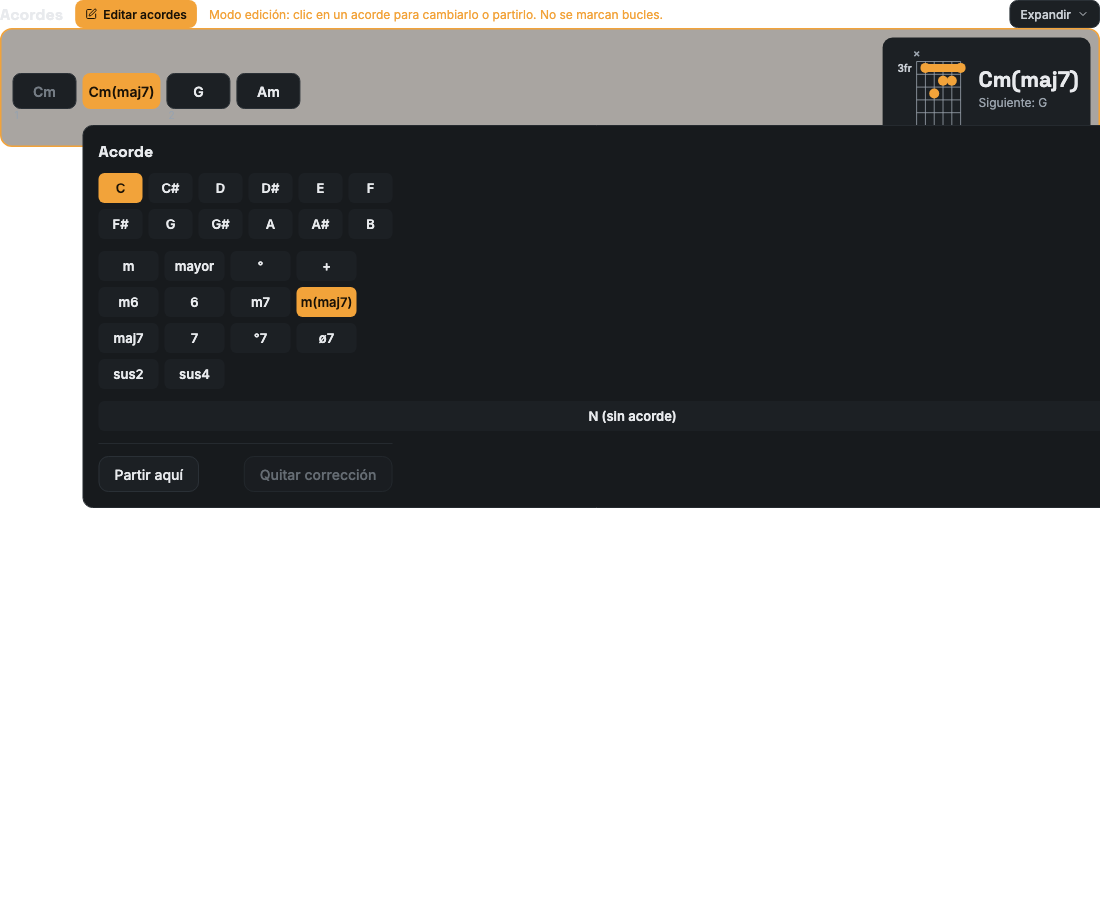 Acordes Editar acordes Modo edición: clic en un acorde para cambiarlo o partirlo. No se marcan bucles. Expandir
Cm Cm(maj7) G Am
×
3fr
Cm(maj7)
Siguiente: G
Acorde
C C# D D# E F
F# G G# A A# B
m mayor ° +
m6 6 m7 m(maj7)
maj7 7 °7 ø7
sus2 sus4
N (sin acorde)
Partir aquí Quitar corrección